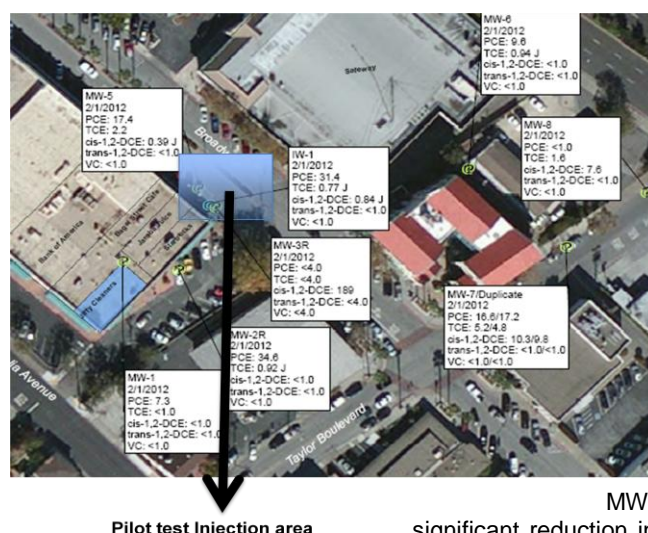 MW-6
2/1/2012
PCE: 9.6
TCE: 0.94 J
cis-1,2-DCE: <1.0
trans-1,2-DCE: <1.0
VC: <1.0
Safeway
MW-5
2/1/2012
PCE: 17.4
TCE: 2.2
cis-1,2-DCE: 0.39 J
trans-1,2-DCE: <1.0
VC: <1.0
MW-8
2/1/2012
PCE: <1.0
TCE: 1.6
cis-1,2-DCE: 7.6
trans-1,2-DCE: <1.0
VC: <1.0
IW-1
2/1/2012
PCE: 31.4
TCE: 0.77 J
cis-1,2-DCE: 0.84 J
trans-1,2-DCE: <1.0
VC: <1.0
Bank of America
MW-3R
2/1/2012
PCE: <4.0
TCE: <4.0
cis-1,2-DCE: 189
trans-1,2-DCE: <4.0
VC: <4.0
MW-7/Duplicate
2/1/2012
PCE: 16.6/17.2
TCE: 5.2/4.8
cis-1,2-DCE: 10.3/9.8
trans-1,2-DCE: <1.0/<1.0
VC: <1.0/<1.0
Cleaners
MW-2R
2/1/2012
PCE: 34.6
TCE: 0.92 J
cis-1,2-DCE: <1.0
trans-1,2-DCE: <1.0
VC: <1.0
MW-1
2/1/2012
PCE: 7.3
TCE: <1.0
cis-1,2-DCE: <1.0
trans-1,2-DCE: <1.0
VC: <1.0
Avenue
Taylor Boulevard
MW
Pilot test Injection area
significant reduction in